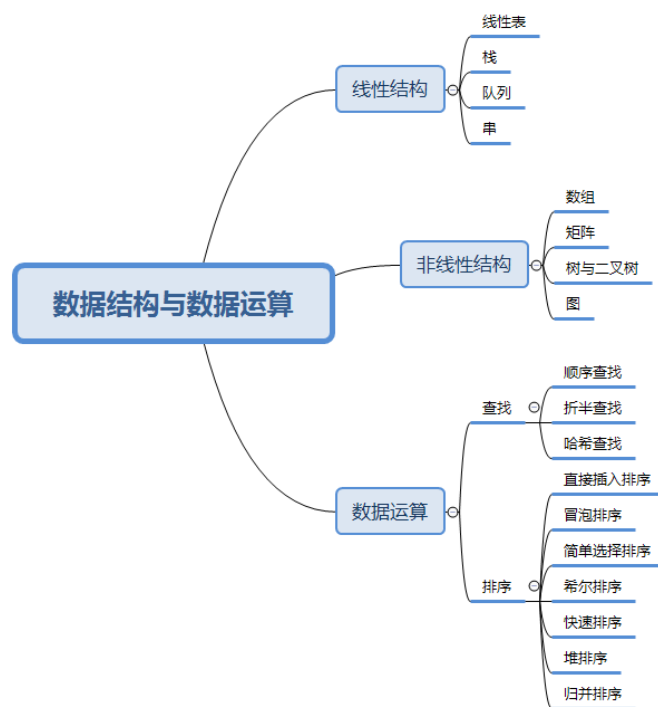 数据结构与数据运算
线性结构
线性表
栈
队列
串
非线性结构
数组
矩阵
树与二叉树
图
数据运算
查找
顺序查找
折半查找
哈希查找
排序
直接插入排序
冒泡排序
简单选择排序
希尔排序
快速排序
堆排序
归并排序